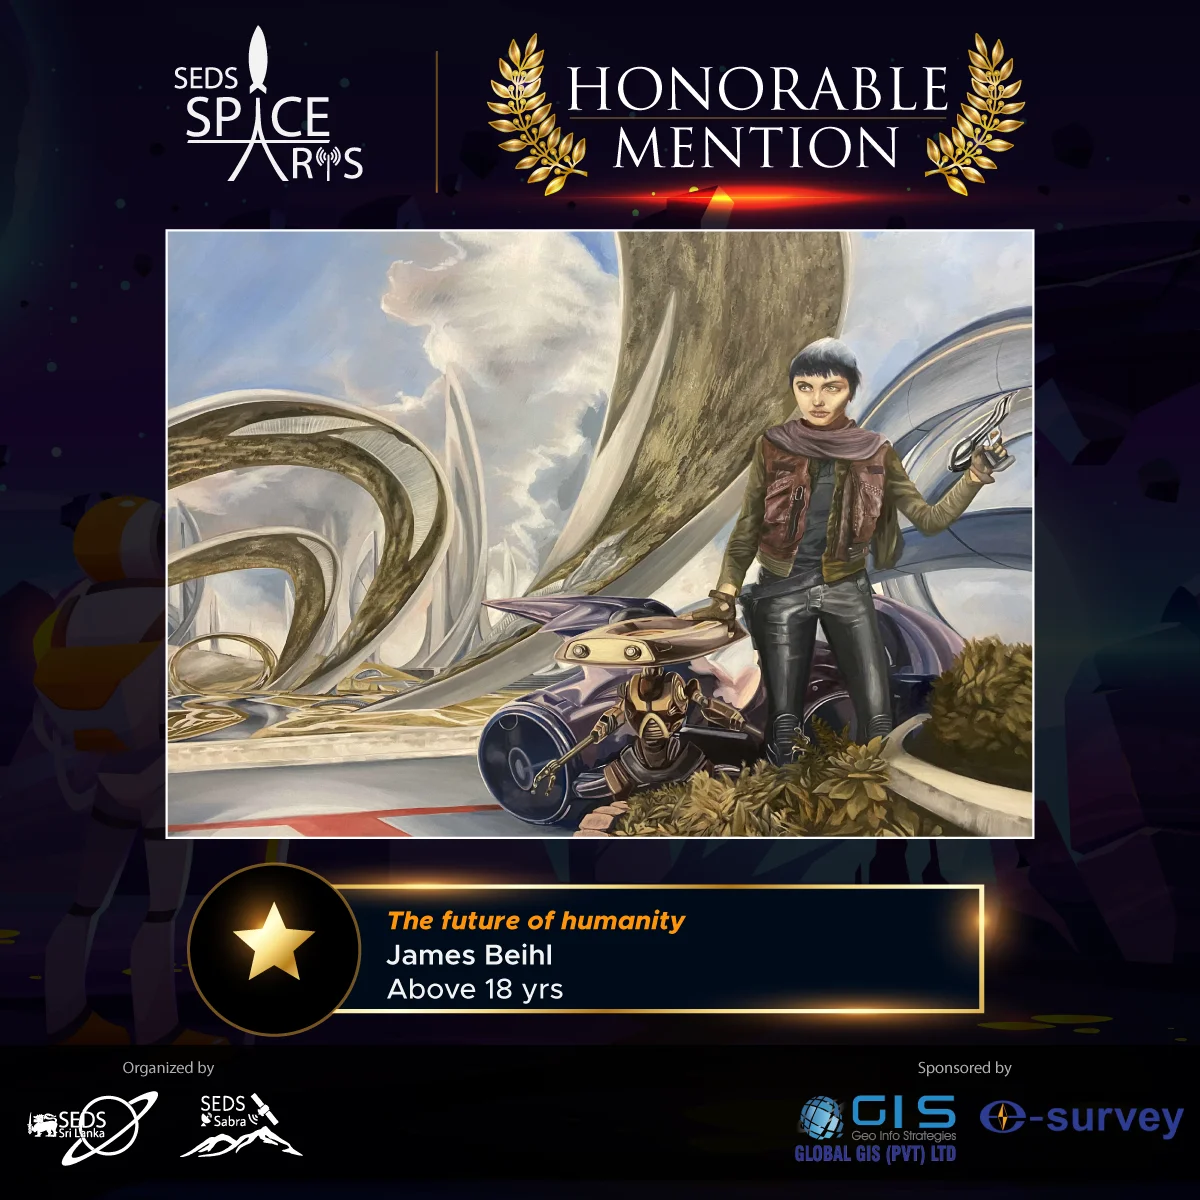 SEDS
SPACE
ARTS
HONORABLE
MENTION
The future of humanity
James Beihl
Above 18 yrs
Organized by
SEDS
Sri Lanka
SEDS
Sabra
Sponsored by
GIS
Geo Info Strategies
GLOBAL GIS (PVT) LTD
e-survey